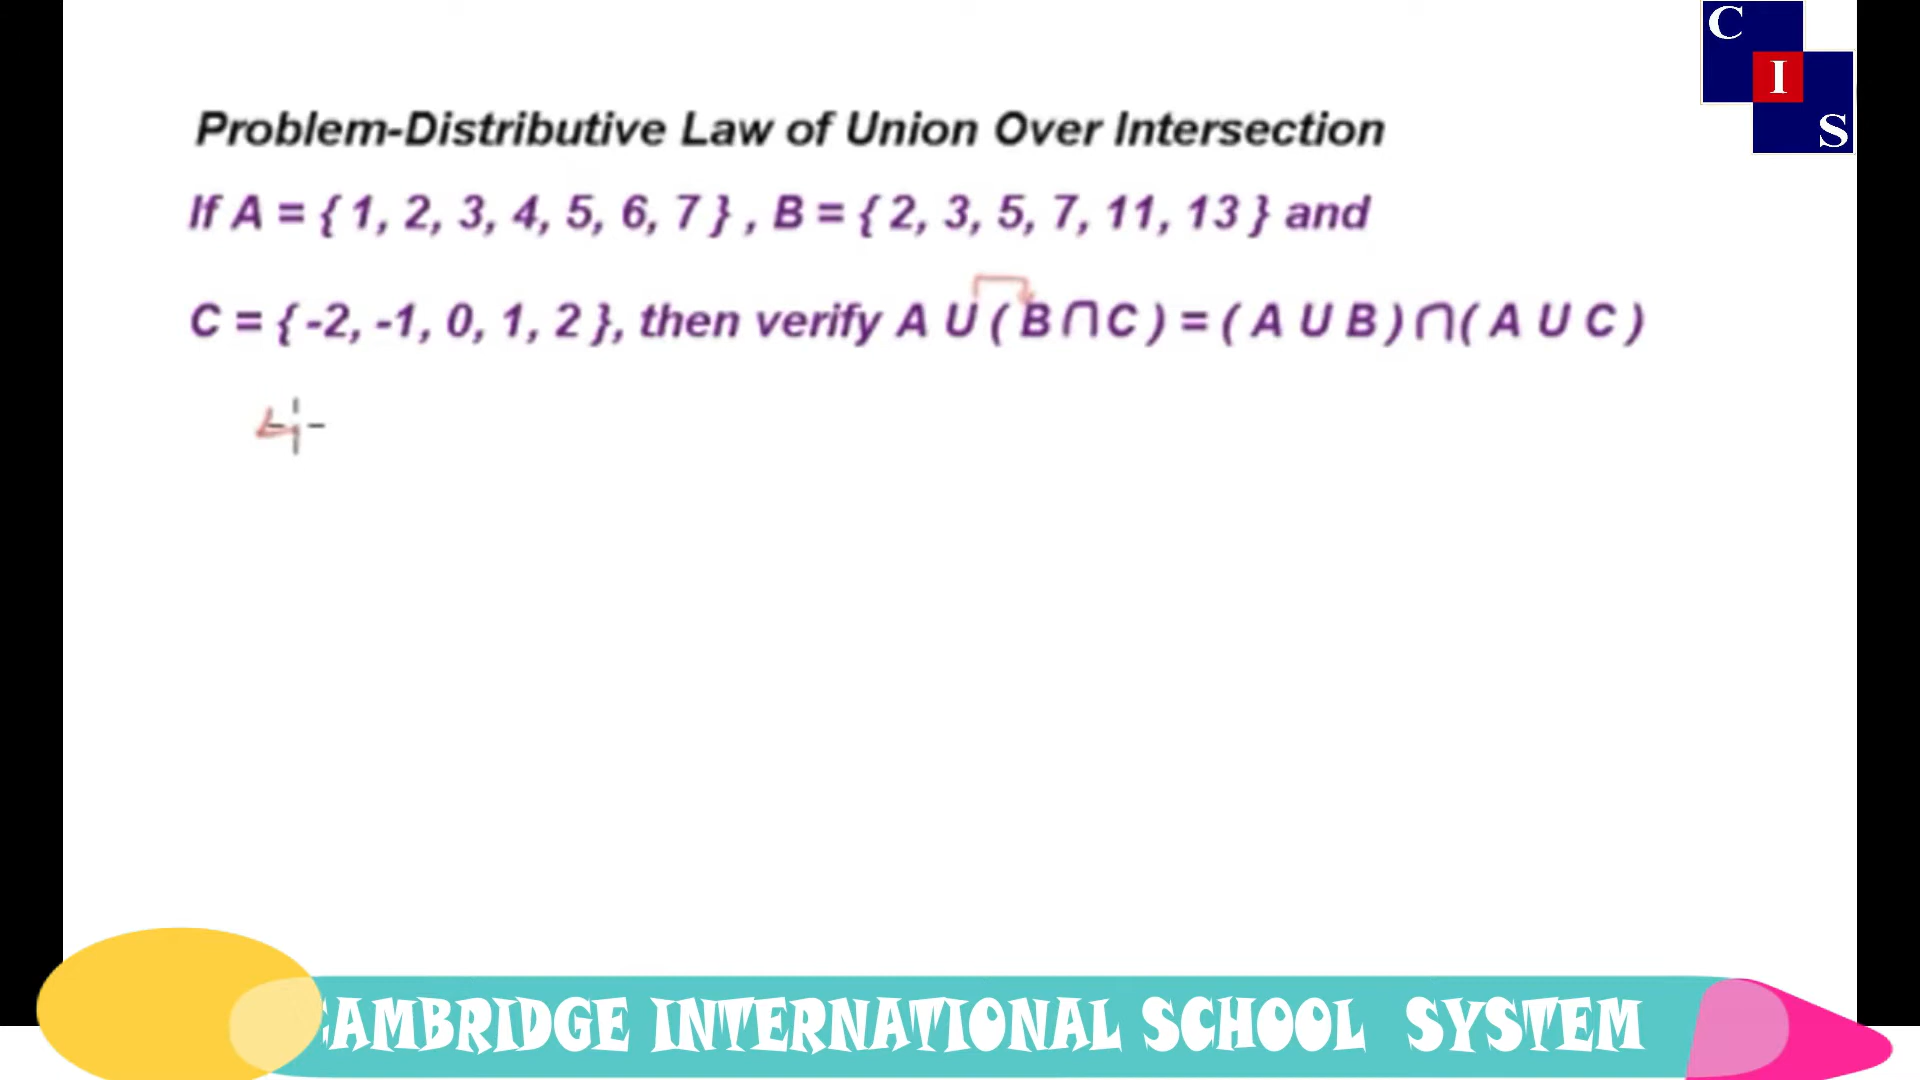 C
I
S
Problem-Distributive Law of Union Over Intersection
If A = { 1, 2, 3, 4, 5, 6, 7 } , B = { 2, 3, 5, 7, 11, 13 } and
C = { -2, -1, 0, 1, 2 }, then verify A U ( B ∩ C ) = ( A U B ) ∩ ( A U C )
CAMBRIDGE INTERNATIONAL SCHOOL SYSTEM